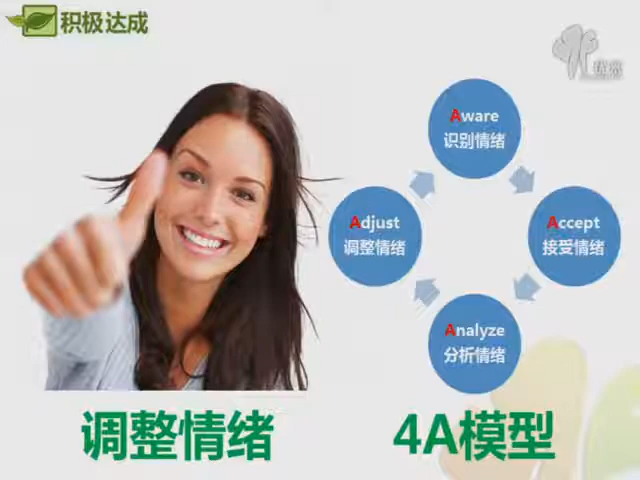 积极达成
Aware
识别情绪
Adjust
调整情绪
Accept
接受情绪
Analyze
分析情绪
调整情绪
4A模型